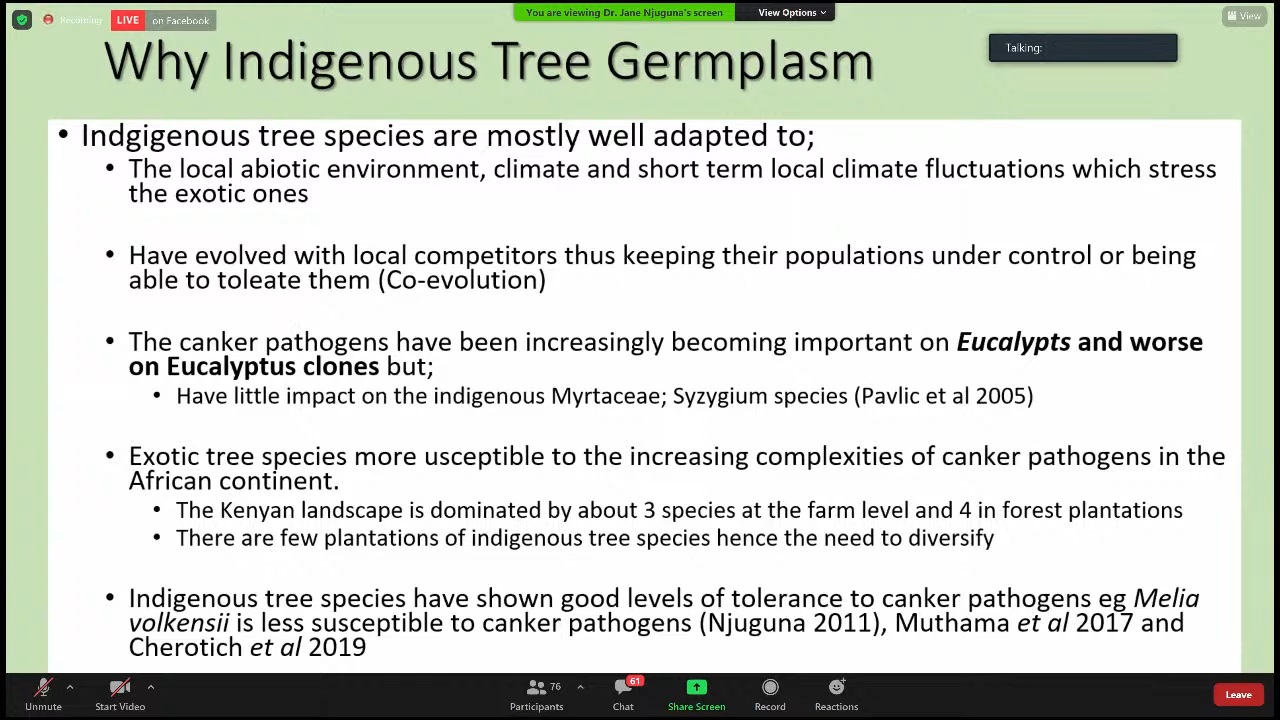 Recording
LIVE on Facebook
You are viewing Dr. Jane Njuguna's screen
View Options
View
Talking:
Why Indigenous Tree Germplasm
• Indgigenous tree species are mostly well adapted to;
• The local abiotic environment, climate and short term local climate fluctuations which stress
the exotic ones
• Have evolved with local competitors thus keeping their populations under control or being
able to toleate them (Co-evolution)
• The canker pathogens have been increasingly becoming important on Eucalypts and worse
on Eucalyptus clones but;
• Have little impact on the indigenous Myrtaceae; Syzygium species (Pavlic et al 2005)
• Exotic tree species more usceptible to the increasing complexities of canker pathogens in the
African continent.
• The Kenyan landscape is dominated by about 3 species at the farm level and 4 in forest plantations
• There are few plantations of indigenous tree species hence the need to diversify
• Indigenous tree species have shown good levels of tolerance to canker pathogens eg Melia
volkensii is less susceptible to canker pathogens (Njuguna 2011), Muthama et al 2017 and
Cherotich et al 2019
Unmute
Start Video
76
Participants
61
Chat
Share Screen
Record
Reactions
Leave